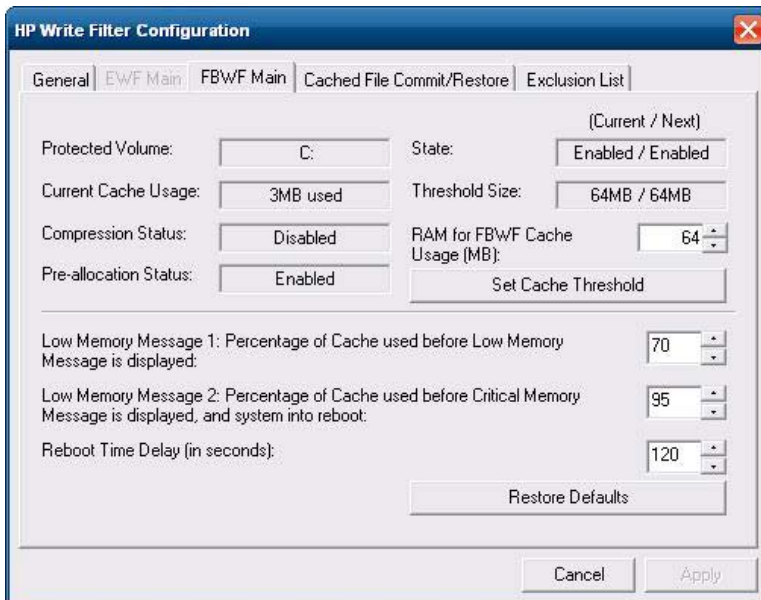 HP Write Filter Configuration
General EWF Main FBWF Main Cached File Commit/Restore Exclusion List
(Current / Next)
Protected Volume: C: State: Enabled / Enabled
Current Cache Usage: 3MB used Threshold Size: 64MB / 64MB
Compression Status: Disabled RAM for FBWF Cache 64
Usage (MB):
Pre-allocation Status: Enabled Set Cache Threshold
Low Memory Message 1: Percentage of Cache used before Low Memory 70
Message is displayed:
Low Memory Message 2: Percentage of Cache used before Critical Memory 95
Message is displayed, and system into reboot:
Reboot Time Delay (in seconds): 120
Restore Defaults
Cancel Apply